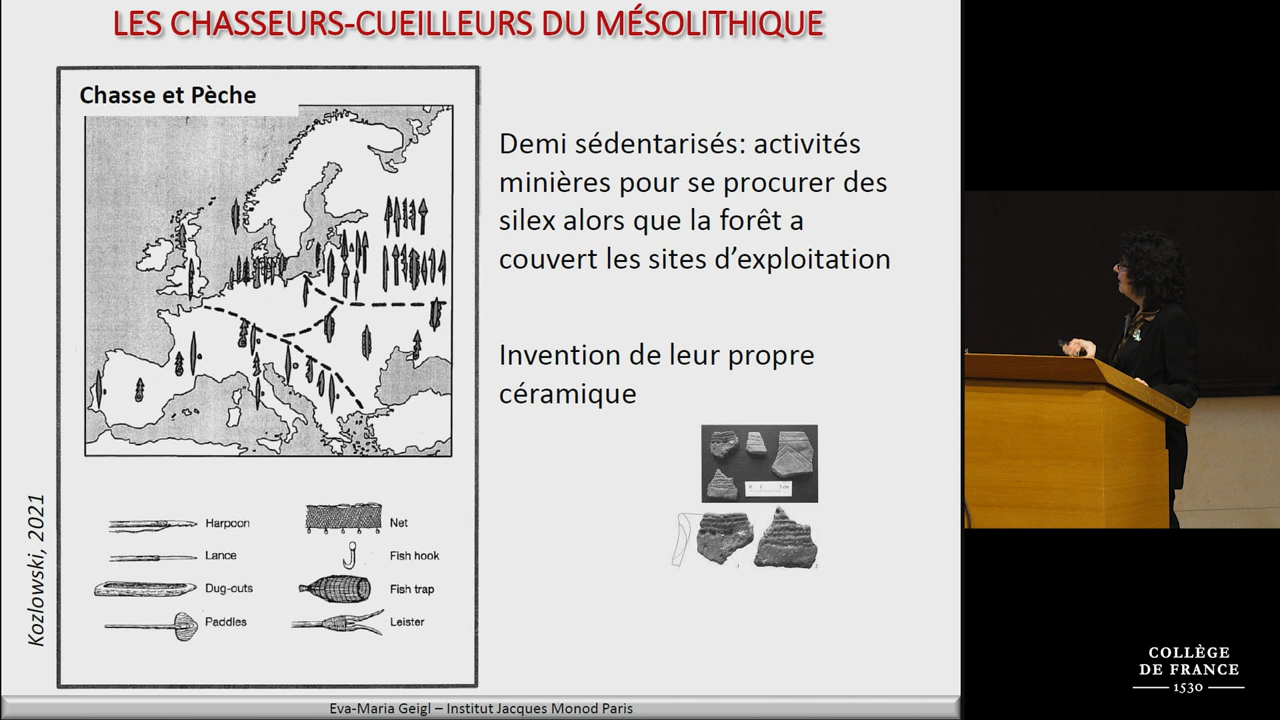 LES CHASSEURS-CUEILLEURS DU MÉSOLITHIQUE
Chasse et Pèche
Demi sédentarisés: activités
minières pour se procurer des
silex alors que la forêt a
couvert les sites d’exploitation
Invention de leur propre
céramique
Harpoon
Net
Lance
Fish hook
Dug-outs
Fish trap
Paddles
Leister
Kozlowski, 2021
Eva-Maria Geigl – Institut Jacques Monod Paris
COLLÈGE
DE FRANCE
1530